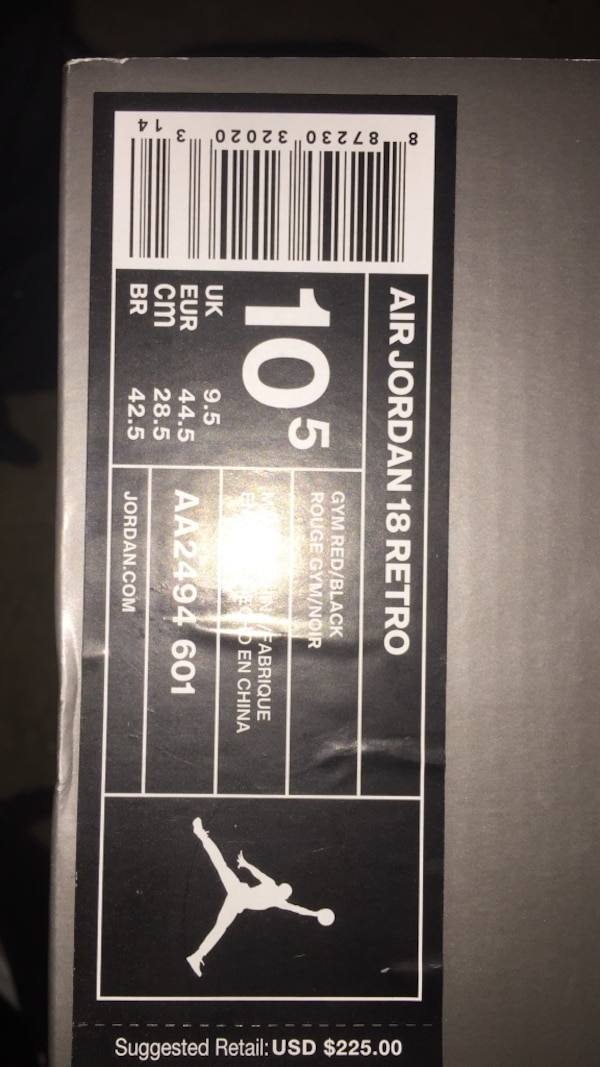 8 87230 32020 3 14
AIR JORDAN 18 RETRO
10.5
UK 9.5
EUR 44.5
cm 28.5
BR 42.5
GYM RED/BLACK
ROUGE GYM/NOIR
/FABRIQUE
EN CHINA
AA2494 601
JORDAN.COM
Suggested Retail: USD $225.00